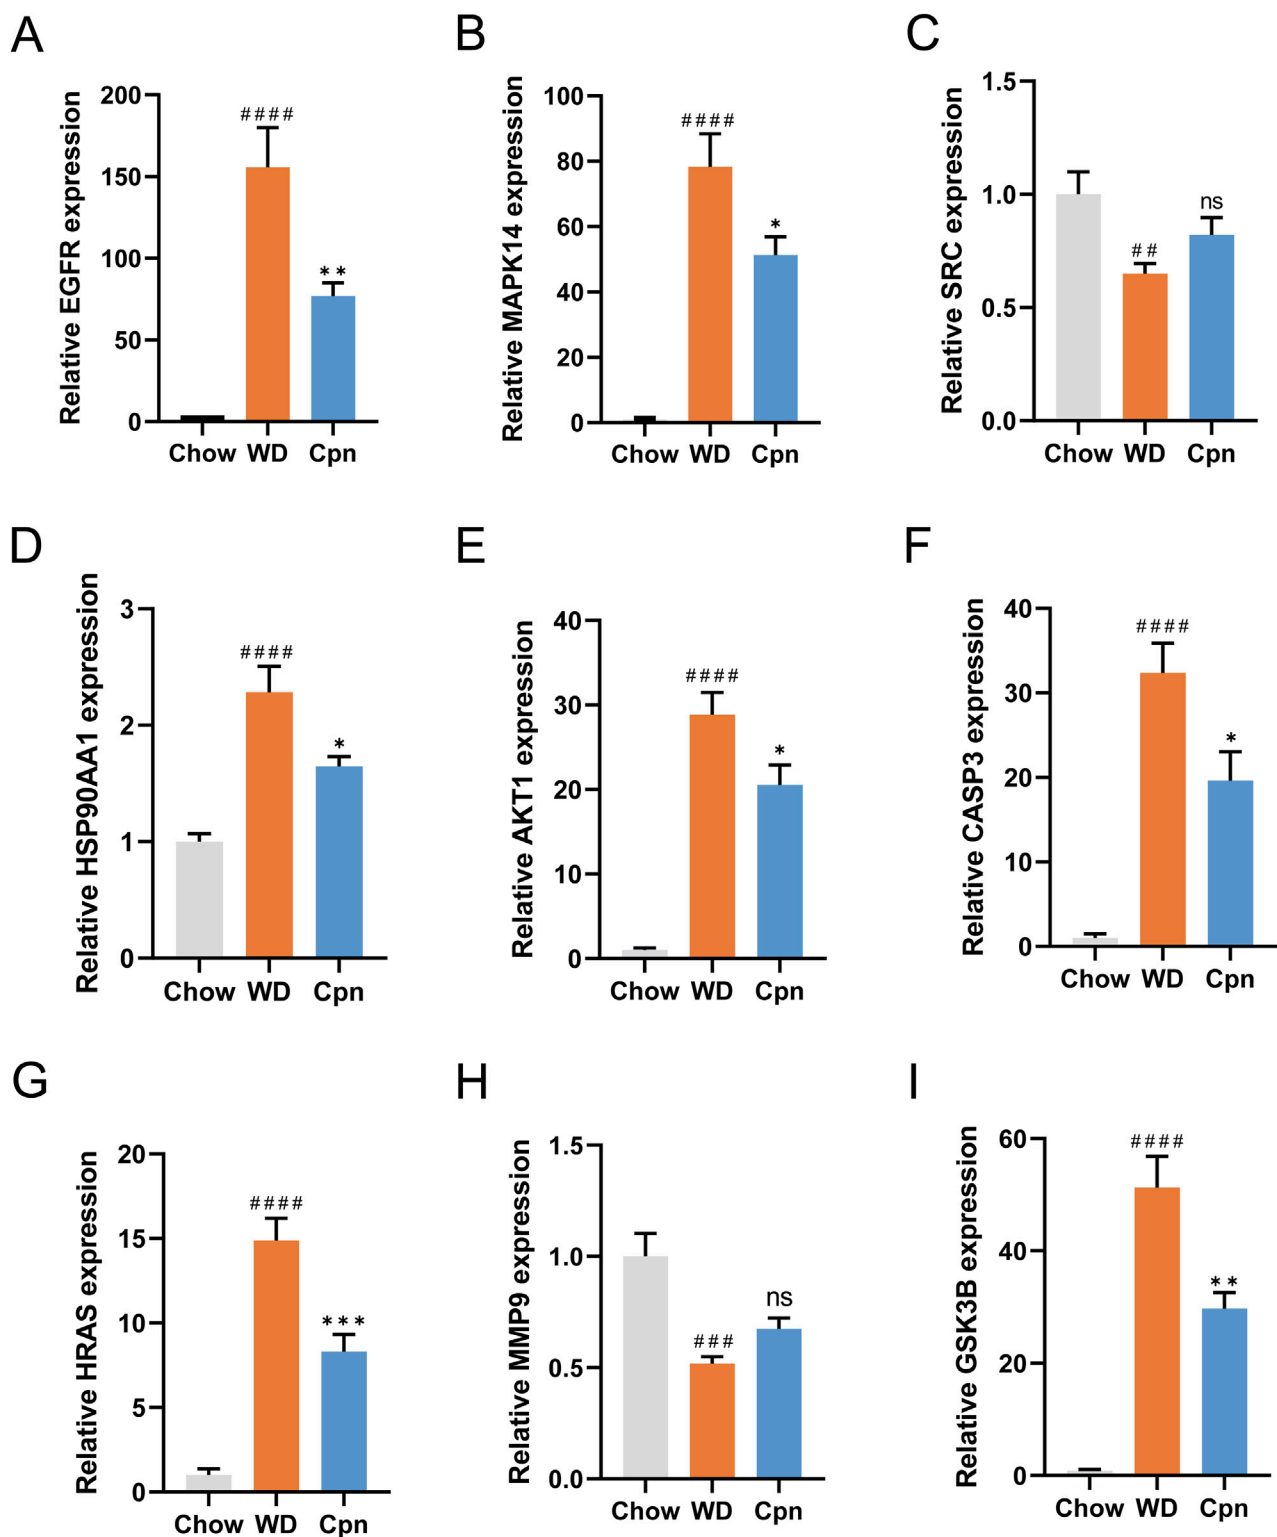 A
Relative EGFR expression
200
150
100
50
0
####
**
Chow WD Cpn
B
Relative MAPK14 expression
100
80
60
40
20
0
####
*
Chow WD Cpn
C
Relative SRC expression
1.5
1.0
0.5
0.0
##
ns
Chow WD Cpn
D
Relative HSP90AA1 expression
3
2
1
0
####
*
Chow WD Cpn
E
Relative AKT1 expression
40
30
20
10
0
####
*
Chow WD Cpn
F
Relative CASP3 expression
40
30
20
10
0
####
*
Chow WD Cpn
G
Relative HRAS expression
20
15
10
5
0
####
***
Chow WD Cpn
H
Relative MMP9 expression
1.5
1.0
0.5
0.0
###
ns
Chow WD Cpn
I
Relative GSK3B expression
60
40
20
0
####
**
Chow WD Cpn